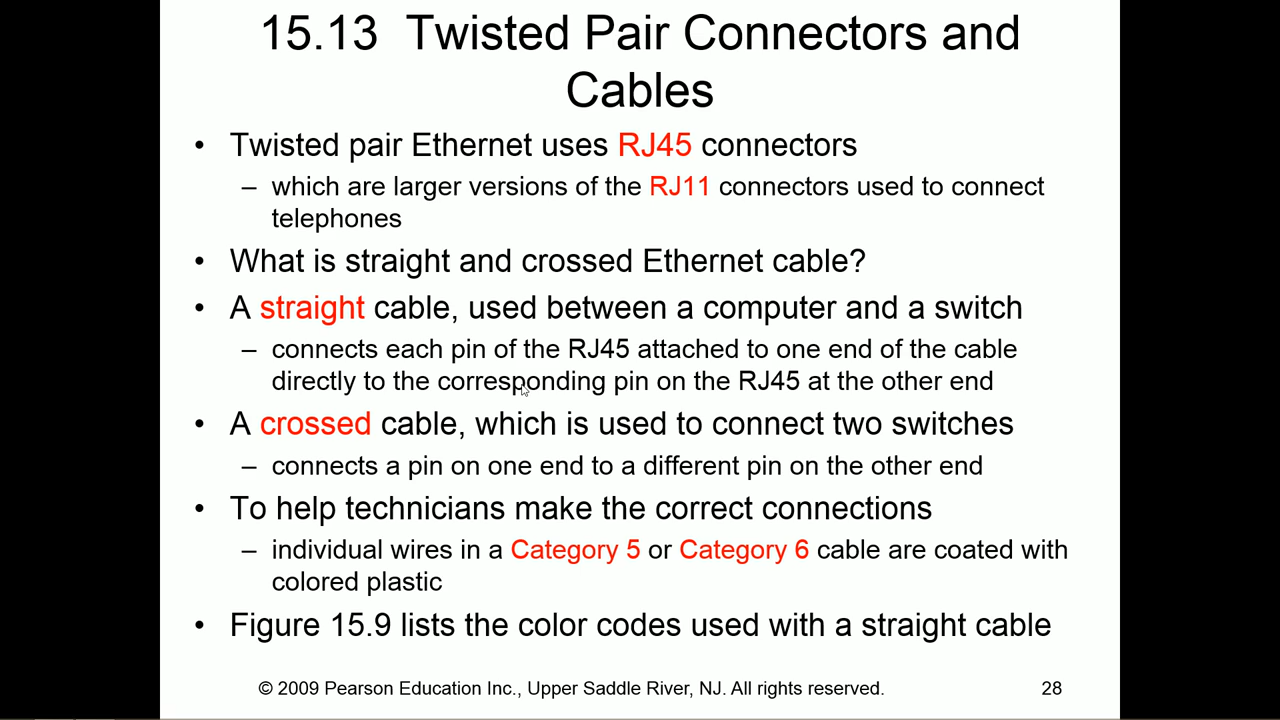 15.13 Twisted Pair Connectors and
Cables
• Twisted pair Ethernet uses RJ45 connectors
– which are larger versions of the RJ11 connectors used to connect
telephones
• What is straight and crossed Ethernet cable?
• A straight cable, used between a computer and a switch
– connects each pin of the RJ45 attached to one end of the cable
directly to the corresponding pin on the RJ45 at the other end
• A crossed cable, which is used to connect two switches
– connects a pin on one end to a different pin on the other end
• To help technicians make the correct connections
– individual wires in a Category 5 or Category 6 cable are coated with
colored plastic
• Figure 15.9 lists the color codes used with a straight cable
© 2009 Pearson Education Inc., Upper Saddle River, NJ. All rights reserved. 28